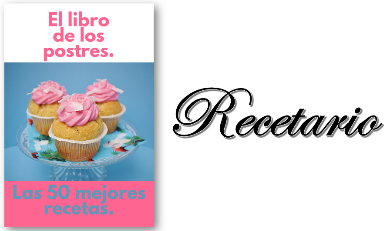 El libro
de los
postres.
Las 50 mejores
recetas.
Recetario